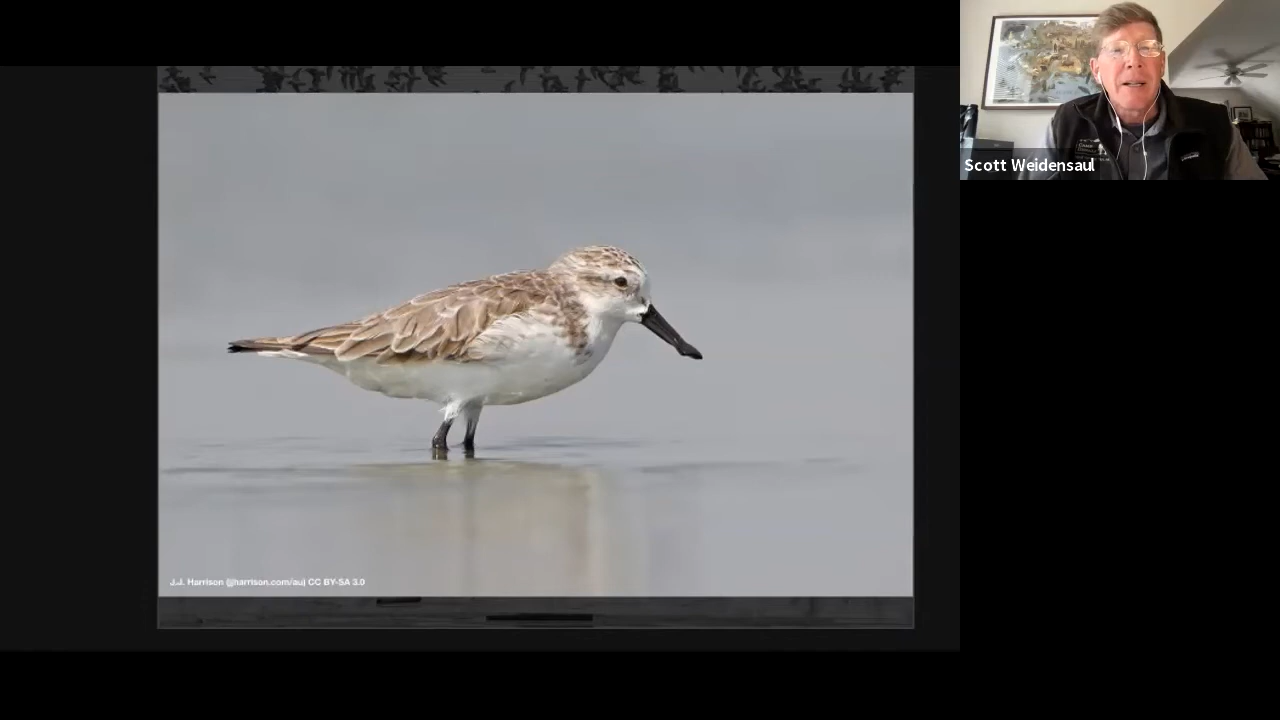 Scott Weidensaul
J.J. Harrison (jjharrison.com/au) CC BY-SA 3.0